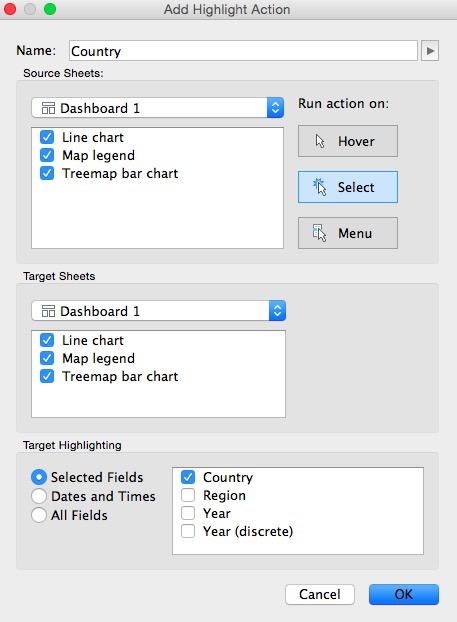 Add Highlight Action
Name: Country
Source Sheets:
Dashboard 1
Run action on:
Line chart
Map legend
Treemap bar chart
Hover
Select
Menu
Target Sheets
Dashboard 1
Line chart
Map legend
Treemap bar chart
Target Highlighting
Selected Fields
Dates and Times
All Fields
Country
Region
Year
Year (discrete)
Cancel
OK